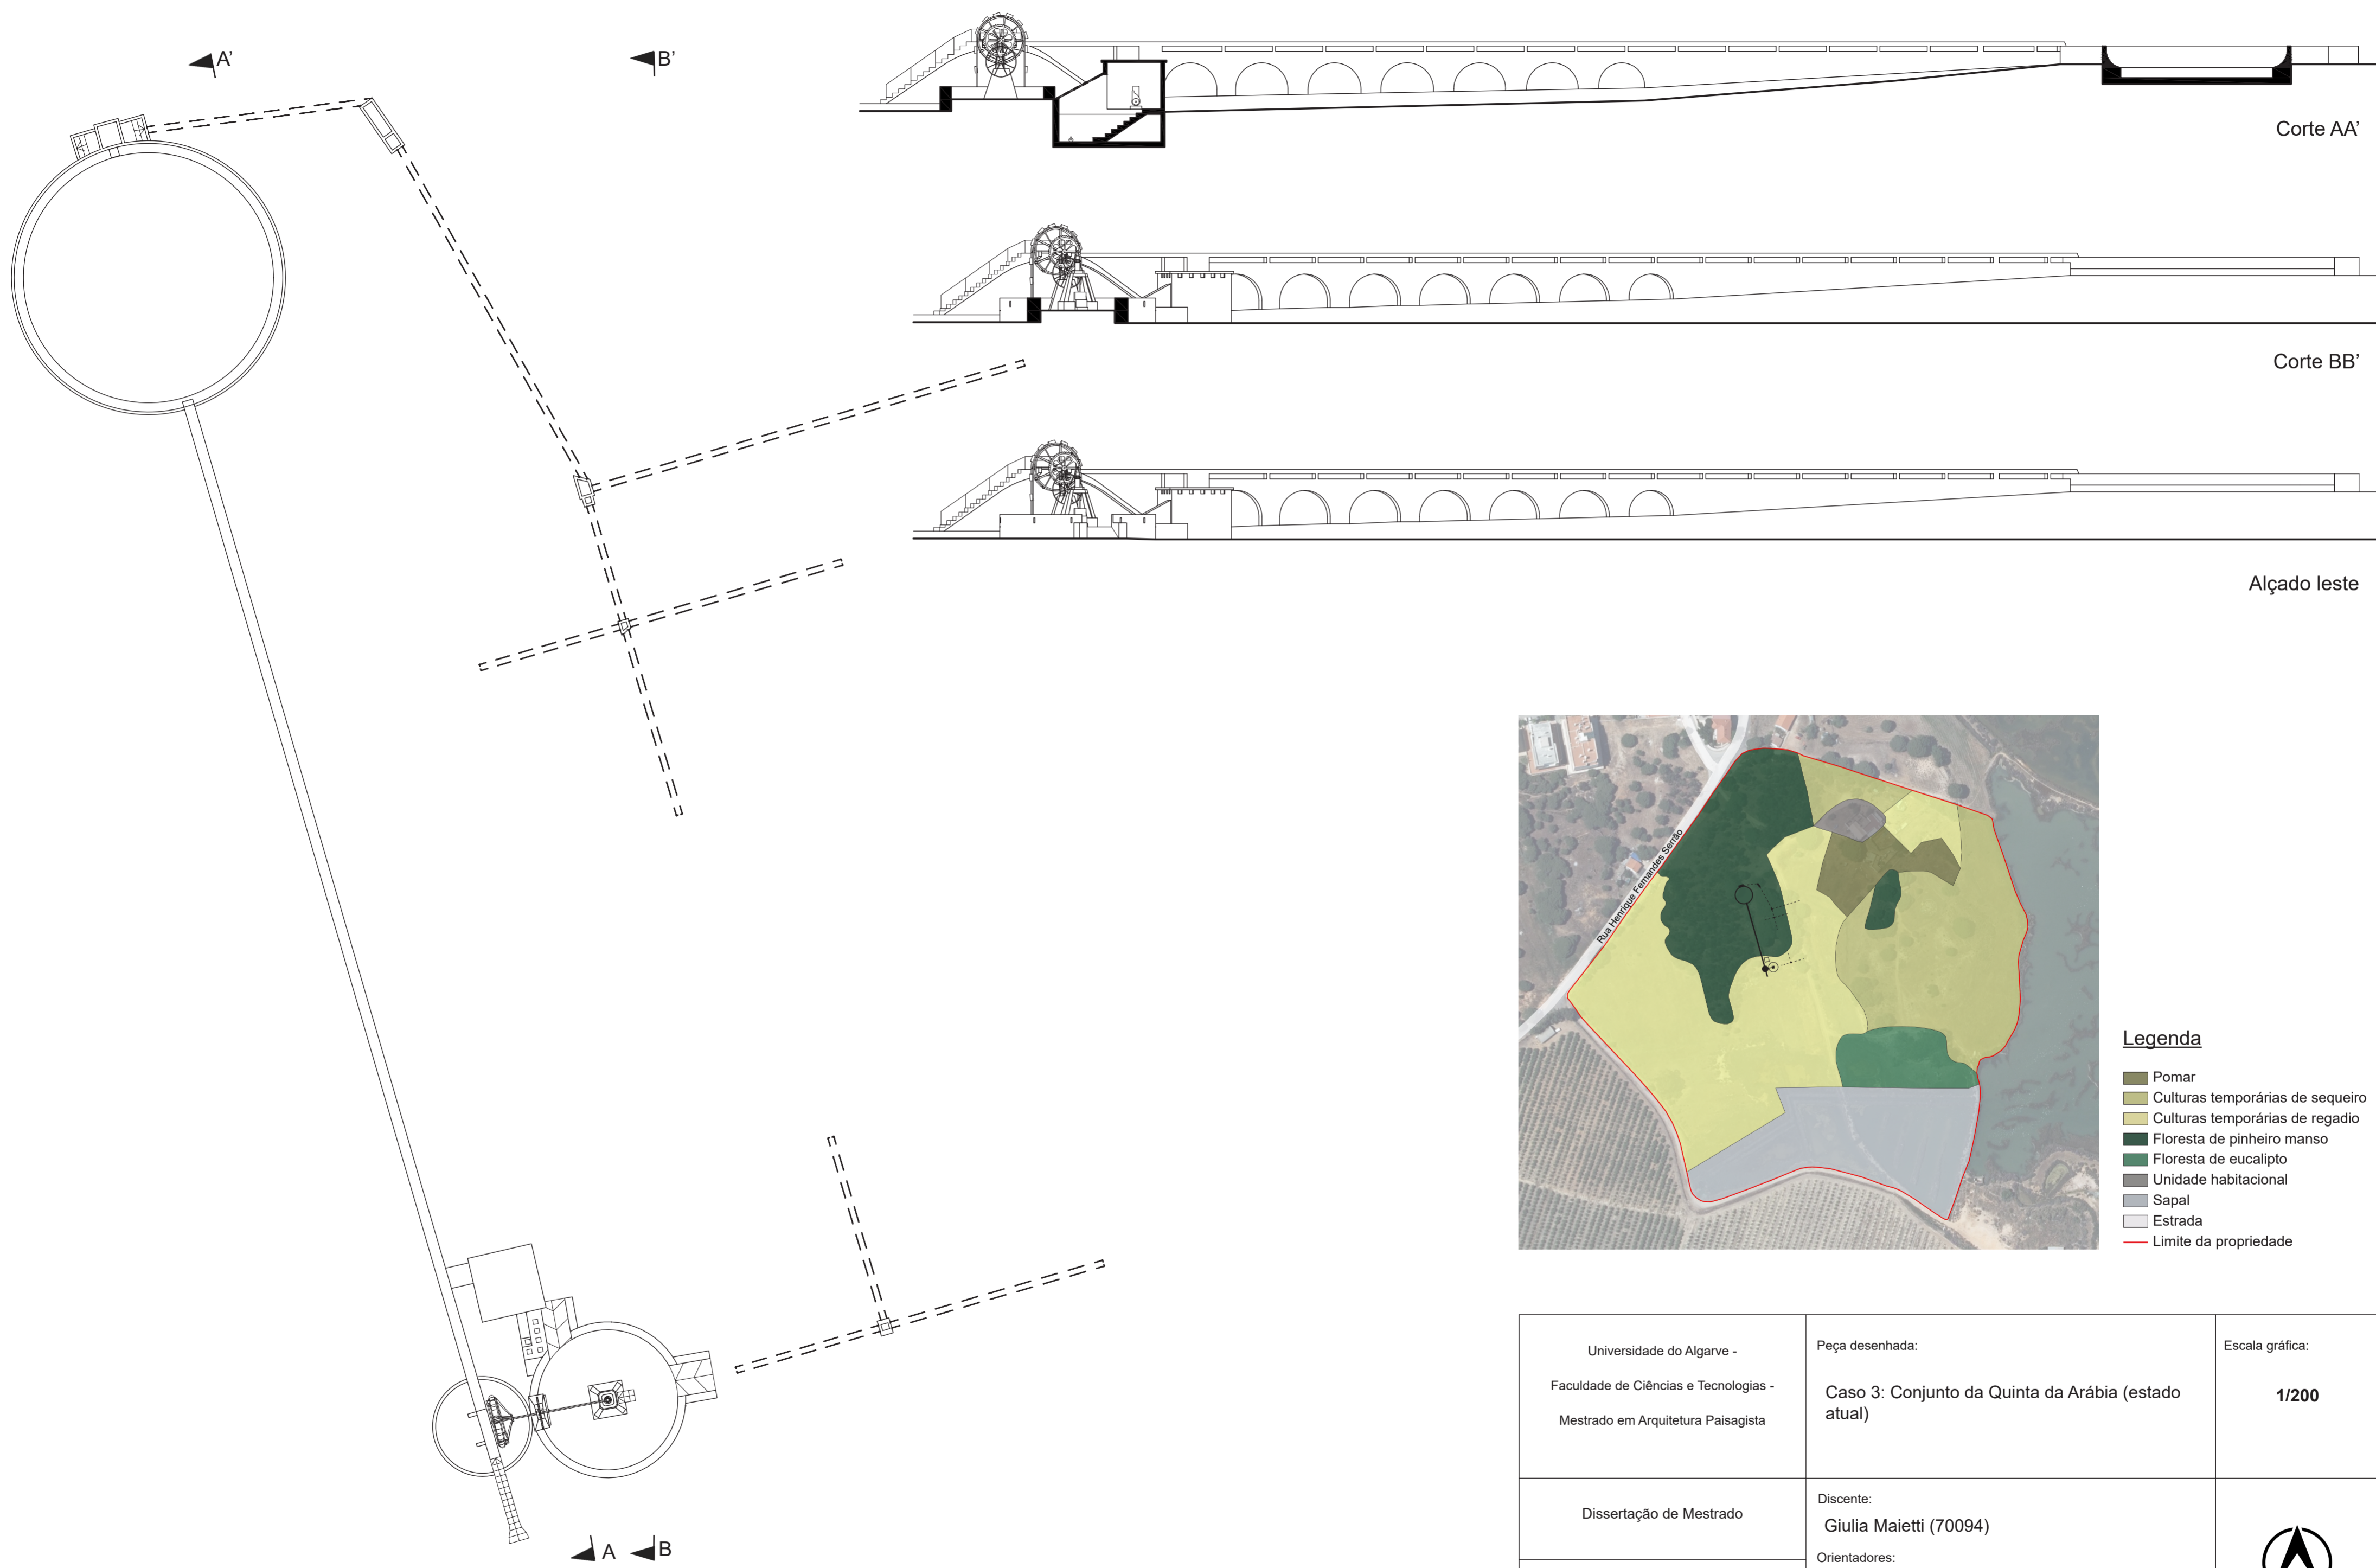 A'
B'
Corte AA'
Corte BB'
Alçado leste
Rua Henrique Fernandes Serrão
Legenda
Pomar
Culturas temporárias de sequeiro
Culturas temporárias de regadio
Floresta de pinheiro manso
Floresta de eucalipto
Unidade habitacional
Sapal
Estrada
Limite da propriedade
Universidade do Algarve -
Faculdade de Ciências e Tecnologias -
Mestrado em Arquitetura Paisagista
Peça desenhada:
Caso 3: Conjunto da Quinta da Arábia (estado
atual)
Escala gráfica:
1/200
Dissertação de Mestrado
Discente:
Giulia Maietti (70094)
Orientadores:
A
B